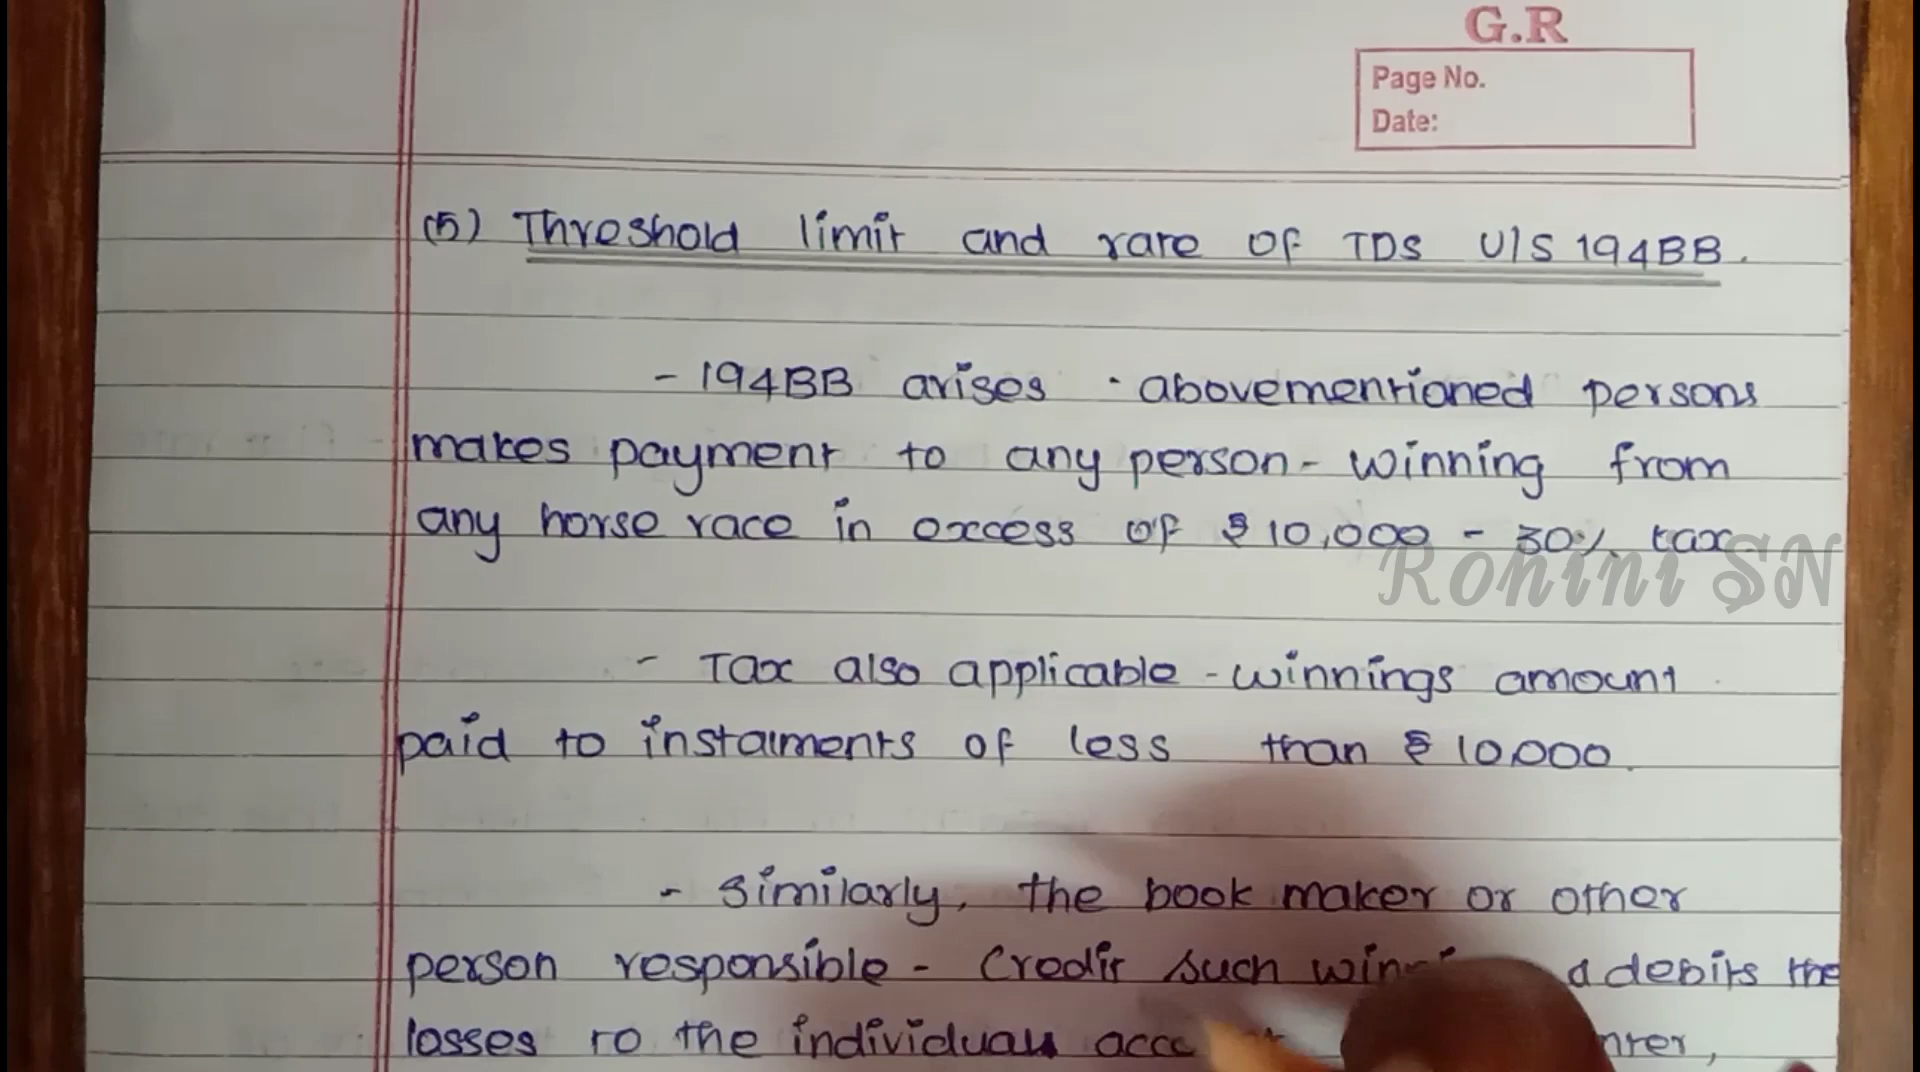 G.R
Page No.
Date:
(5) Threshold limit and rate of TDS U/S 194BB.
- 194BB arises - abovementioned persons
makes payment to any person - winning from
any horse race in excess of ₹ 10,000 - 30% tax
Rohini SN
- Tax also applicable - winnings amount
paid to instalments of less than ₹ 10,000.
- Similarly, the book maker or other
person responsible - Credit such debits the
losses to the individual